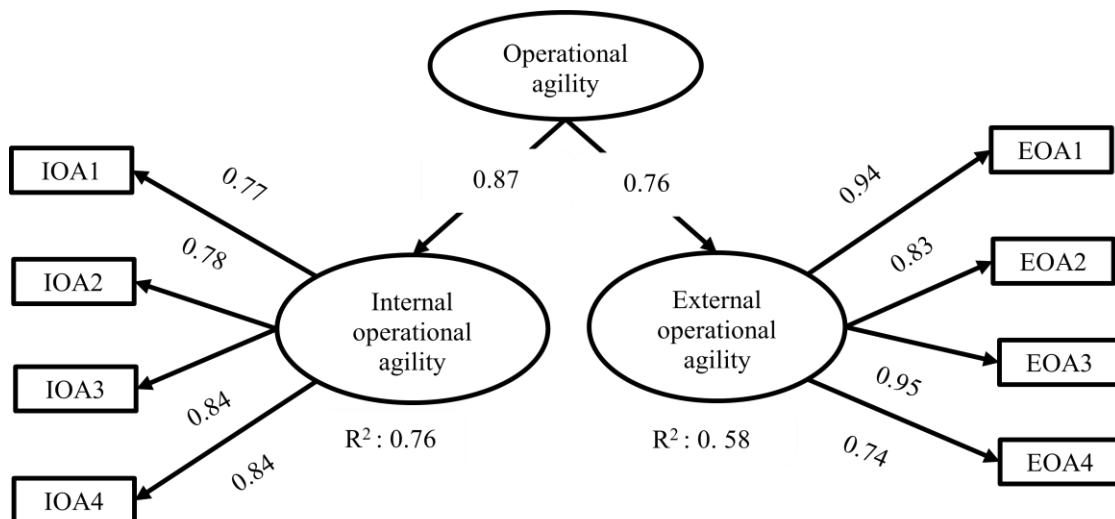 Operational
agility
IOA1
IOA2
IOA3
IOA4
0.77
0.78
0.84
0.84
0.87
0.76
Internal
operational
agility
R² : 0.76
External
operational
agility
R² : 0. 58
0.94
0.83
0.95
0.74
EOA1
EOA2
EOA3
EOA4